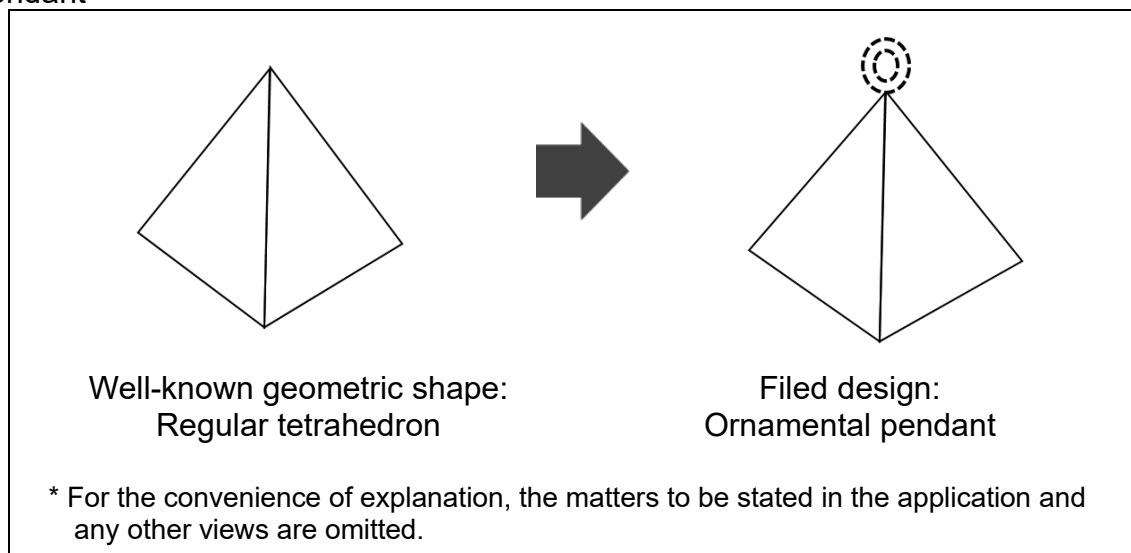 Well-known geometric shape:
Regular tetrahedron
Filed design:
Ornamental pendant
* For the convenience of explanation, the matters to be stated in the application and
any other views are omitted.